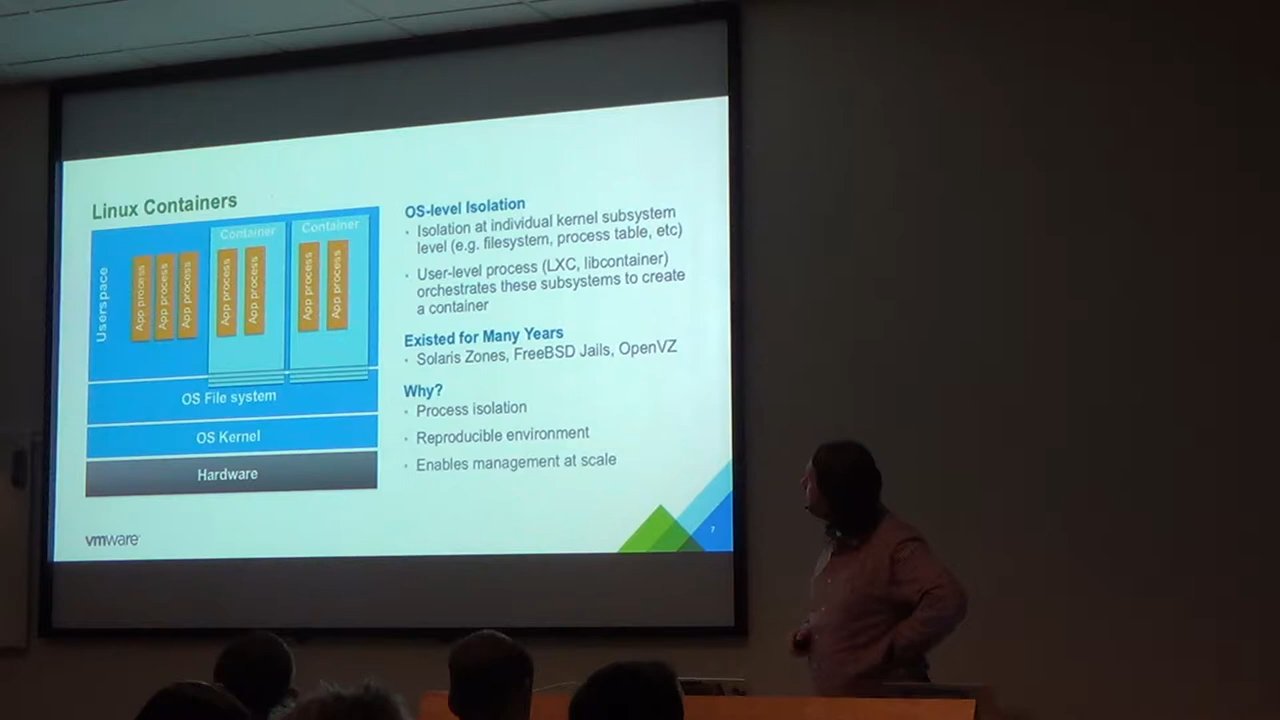 Linux Containers
Userspace
App process
App process
App process
Container
App process
App process
Container
App process
App process
OS File system
OS Kernel
Hardware
OS-level Isolation
• Isolation at individual kernel subsystem
level (e.g. filesystem, process table, etc)
• User-level process (LXC, libcontainer)
orchestrates these subsystems to create
a container
Existed for Many Years
• Solaris Zones, FreeBSD Jails, OpenVZ
Why?
• Process isolation
• Reproducible environment
• Enables management at scale
vmware
7